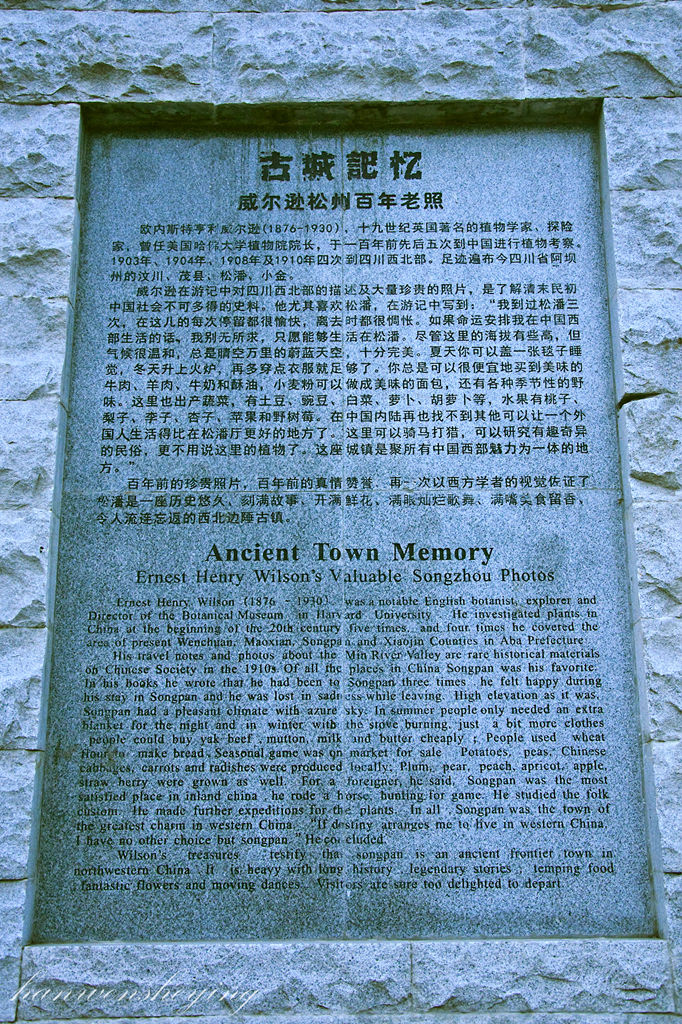 古城記忆
威尔逊松州百年老照
欧内斯特亨利威尔逊(1876-1930)，十九世纪英国著名的植物学家、探险
家，曾任美国哈佛大学植物院院长，于一百年前先后五次到中国进行植物考察。
1903年、1904年、1908年及1910年四次到四川西北部。足迹遍布今四川省阿坝
州的汶川、茂县、松潘、小金。
威尔逊在游记中对四川西北部的描述及大量珍贵的照片，是了解清末民初
中国社会不可多得的史料。他尤其喜欢松潘，在游记中写到："我到过松潘三
次，在这儿的每次停留都很愉快，离去时都很惆怅。如果命运安排我在中国西
部生活的话，我别无所求，只愿能够生活在松潘。尽管这里的海拔有些高，但
气候很温和，总是晴空万里的蔚蓝天空，十分完美。夏天你可以盖一张毯子睡
觉，冬天升上火炉，再多穿点衣服就足够了。你总是可以很便宜地买到美味的
牛肉、羊肉、牛奶和酥油，小麦粉可以做成美味的面包，还有各种季节性的野
味。这里也出产蔬菜，有土豆、豌豆、白菜、萝卜、胡萝卜等，水果有桃子、
梨子、李子、杏子、苹果和野树莓。在中国内陆再也找不到其他可以让一个外
国人生活得比在松潘厅更好的地方了。这里可以骑马打猎，可以研究有趣奇异
的民俗，更不用说这里的植物了。这座城镇是聚所有中国西部魅力为一体的地
方。"
百年前的珍贵照片，百年前的真情赞誉，再一次以西方学者的视觉佐证了
松潘是一座历史悠久、刻满故事、开满鲜花、满眼灿烂歌舞、满嘴美食留香、
令人流连忘返的西北边陲古镇。
Ancient Town Memory
Ernest Henry Wilson's Valuable Songzhou Photos
Ernest Henry Wilson (1876 1930) was a notable English botanist, explorer and
Director of the Botanical Museum in Harvard University He investigated plants in
China at the beginning of the 20th century five times, and four times he covered the
area of present Wenchuan, Maoxian, Songpan, and Xiaojin Counties in Aba Prefecture
His travel notes and photos about the Min River Valley are rare historical materials
on Chinese Society in the 1910s Of all the places in China Songpan was his favorite.
In his books he wrote that he had been to Songpan three times, he felt happy during
his stay in Songpan and he was lost in sadness while leaving. High elevation as it was,
Songpan had a pleasant climate with azure sky. In summer people only needed an extra
blanket for the night and in winter with the stove burning, just a bit more clothes
people could buy yak beef, mutton, milk and butter cheaply; People used wheat
flour to make bread, Seasonal game was on market for sale Potatoes, peas, Chinese
cabbages, carrots and radishes were produced locally; Plum, pear, peach, apricot, apple,
straw berry were grown as well. For a foreigner, he said, Songpan was the most
satisfied place in inland china, he rode a horse, hunting for game. He studied the folk
custom. He made further expeditions for the plants. In all, Songpan was the town of
the greatest charm in western China. "If destiny arranges me to live in western China,
I have no other choice but songpan." He concluded.
Wilson's treasures testify that songpan is an ancient frontier town in
northwestern China It is heavy with long history, legendary stories; temping food
, fantastic flowers and moving dances. Visitors are sure too delighted to depart.
hanwensheying